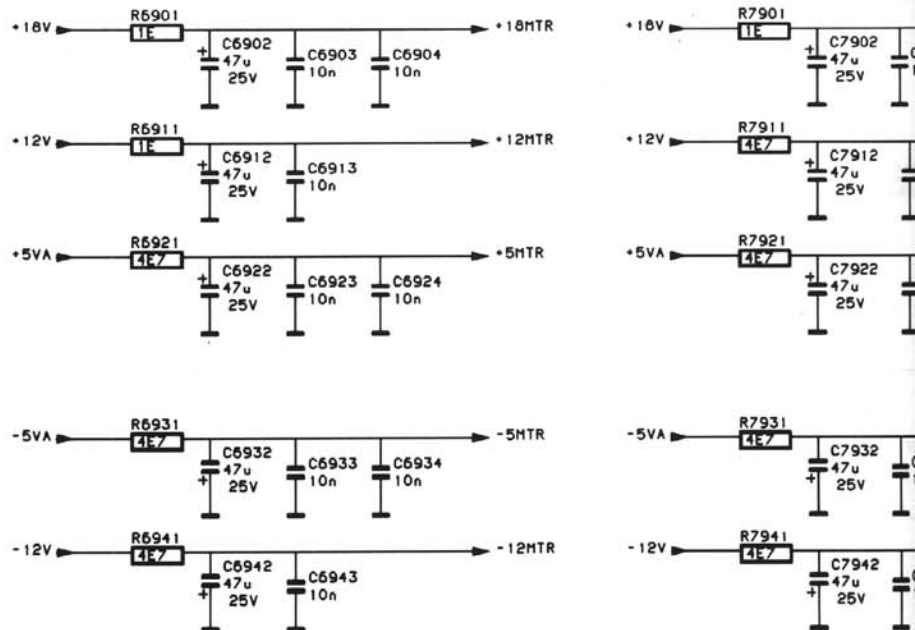 +18V R6901 1E C6902 47u 25V + C6903 10n C6904 10n +18MTR
+12V R6911 1E C6912 47u 25V + C6913 10n +12MTR
+5VA R6921 4E7 C6922 47u 25V + C6923 10n C6924 10n +5MTR
-5VA R6931 4E7 C6932 47u 25V + C6933 10n C6934 10n -5MTR
-12V R6941 4E7 C6942 47u 25V + C6943 10n -12MTR
+18V R7901 1E C7902 47u 25V +
+12V R7911 4E7 C7912 47u 25V +
+5VA R7921 4E7 C7922 47u 25V +
-5VA R7931 4E7 C7932 47u 25V +
-12V R7941 4E7 C7942 47u 25V +